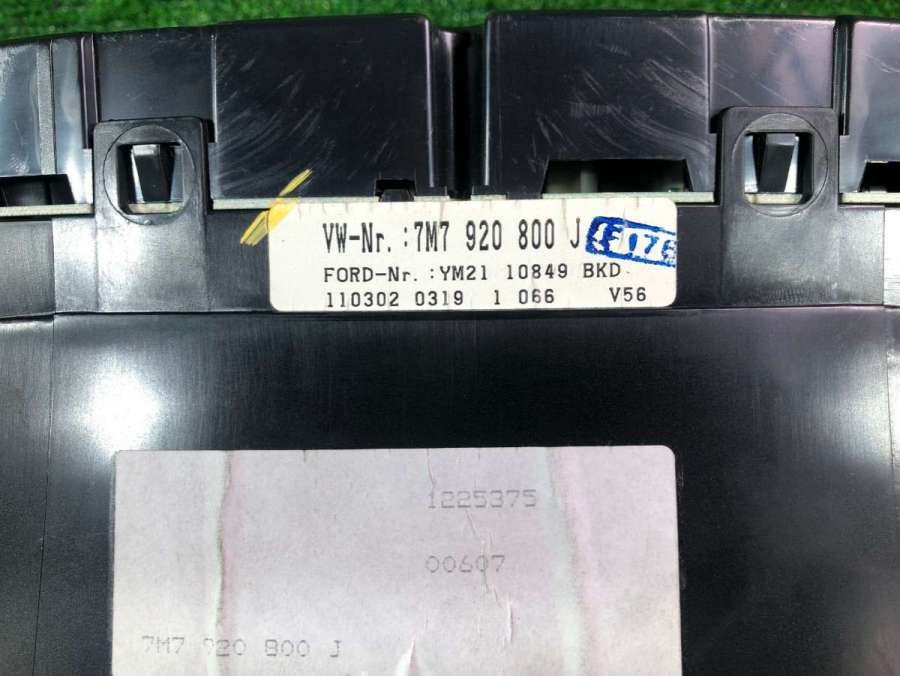 VW-Nr. :7M7 920 800 J
FORD-Nr. :YM21 10849 BKD
110302 0319 1 066 V56
1225375
00607
7M7 920 800 J